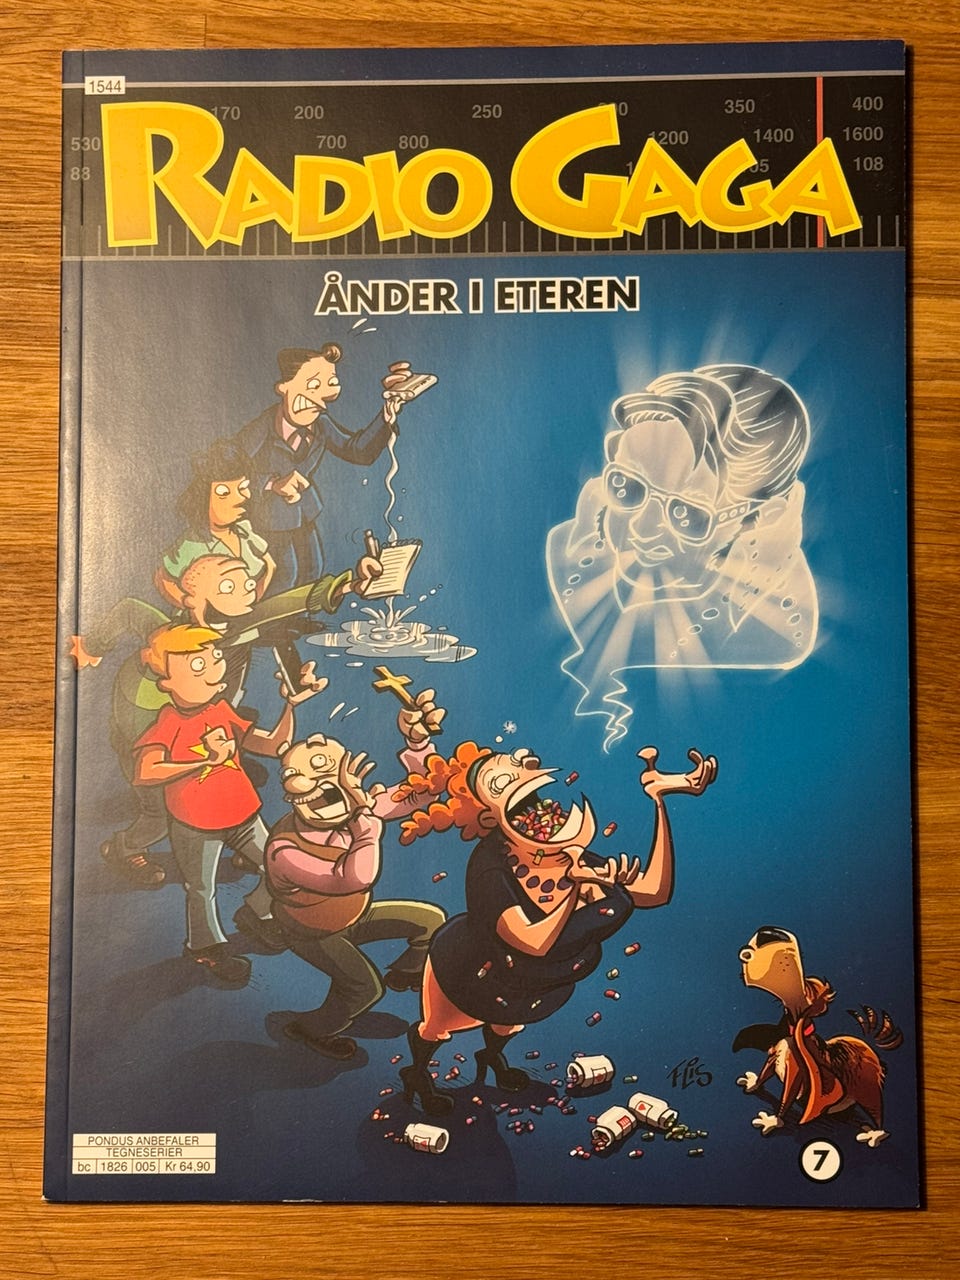 1544
170 200 250 350 400
530 700 800 1200 1400 1600
88 108
RADIO GAGA
ÅNDER I ETEREN
FLIS
PONDUS ANBEFALER
TEGNESERIER
bc 1826 005 Kr 64,90
7